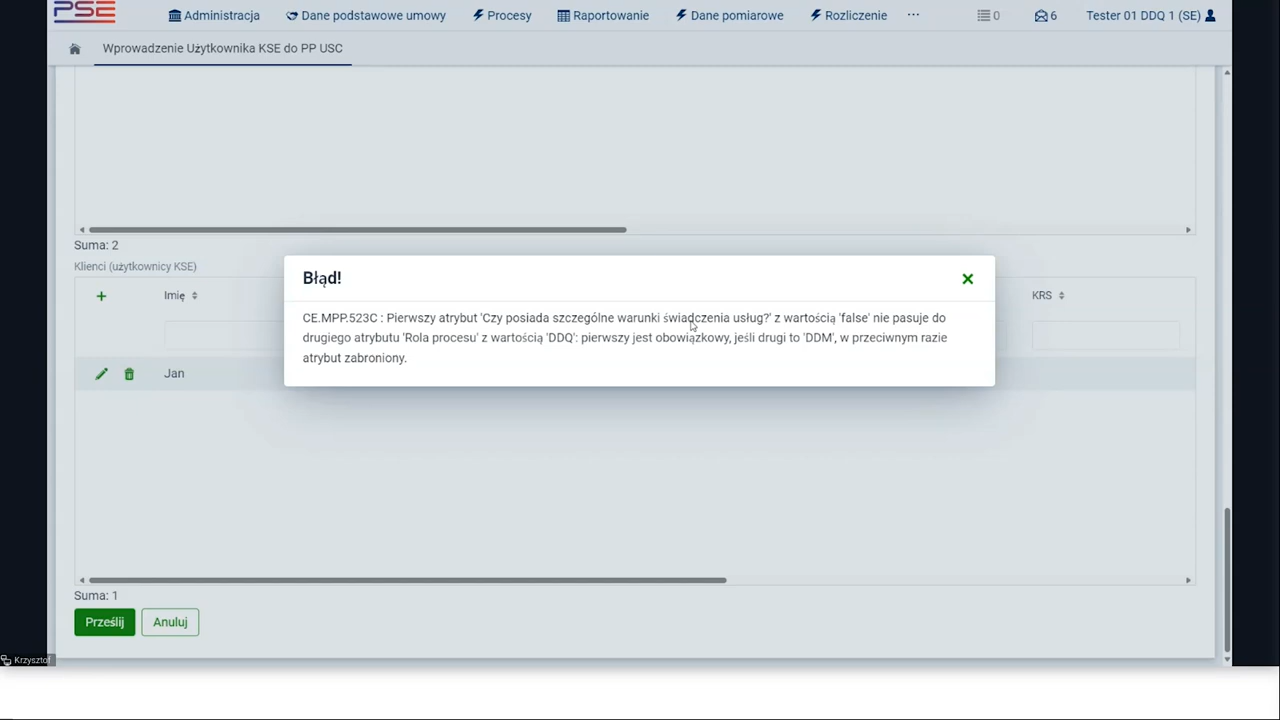 PSE
Administracja
Dane podstawowe umowy
Procesy
Raportowanie
Dane pomiarowe
Rozliczenie
...
0
6
Tester 01 DDQ 1 (SE)
Wprowadzenie Użytkownika KSE do PP USC
Suma: 2
Klienci (użytkownicy KSE)
Imię
KRS
Jan
Błąd!
CE.MPP.523C : Pierwszy atrybut 'Czy posiada szczególne warunki świadczenia usług?' z wartością 'false' nie pasuje do
drugiego atrybutu 'Rola procesu' z wartością 'DDQ': pierwszy jest obowiązkowy, jeśli drugi to 'DDM', w przeciwnym razie
atrybut zabroniony.
Suma: 1
Prześlij
Anuluj
Krzysztof